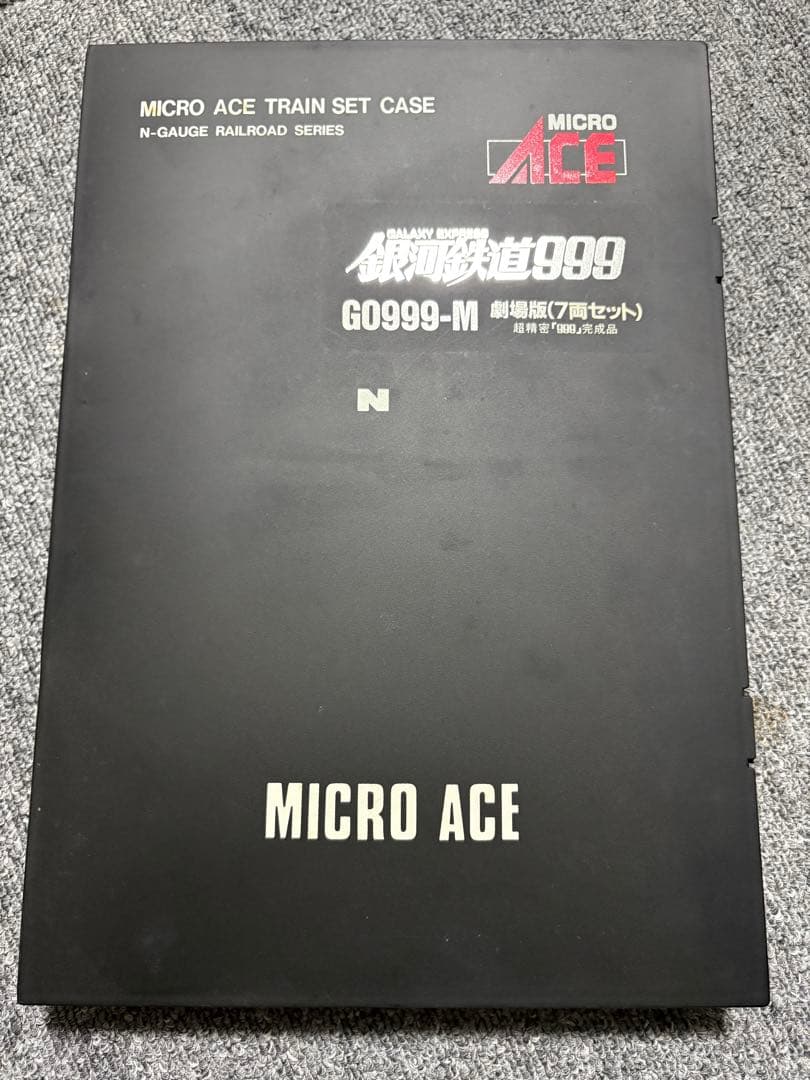 MICRO ACE TRAIN SET CASE
N-GAUGE RAILROAD SERIES
MICRO
ACE
GALAXY EXPRESS
銀河鉄道999
GO999-M 劇場版(7両セット)
超精密「999」完成品
N
MICRO ACE